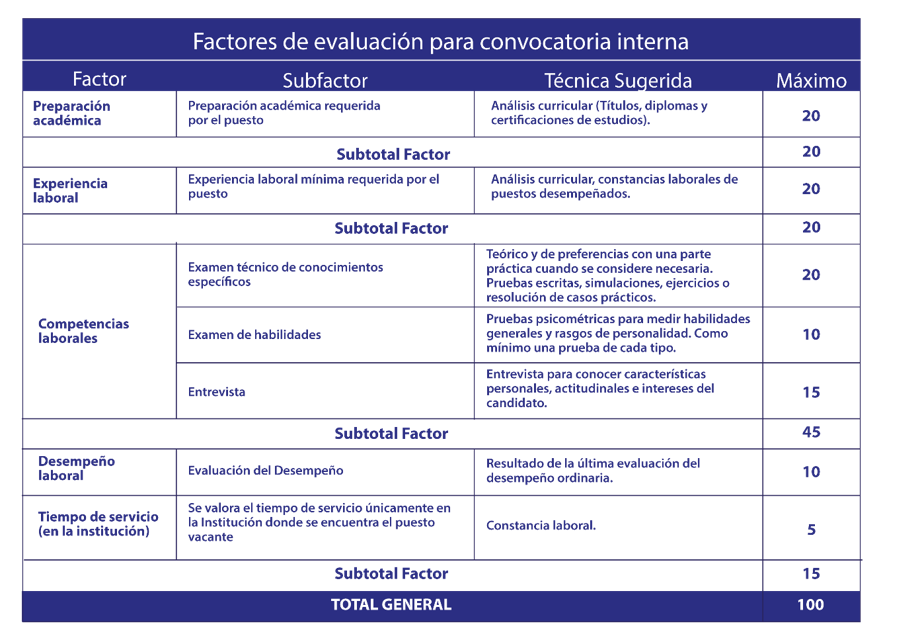 Factores de evaluación para convocatoria interna
Factor Subfactor Técnica Sugerida Máximo
Preparación
académica
Preparación académica requerida
por el puesto
Análisis curricular (Títulos, diplomas y
certificaciones de estudios).
20
Subtotal Factor 20
Experiencia
laboral
Experiencia laboral mínima requerida por el
puesto
Análisis curricular, constancias laborales de
puestos desempeñados.
20
Subtotal Factor 20
Competencias
laborales
Examen técnico de conocimientos
específicos
Teórico y de preferencias con una parte
práctica cuando se considere necesaria.
Pruebas escritas, simulaciones, ejercicios o
resolución de casos prácticos.
20
Examen de habilidades
Pruebas psicométricas para medir habilidades
generales y rasgos de personalidad. Como
mínimo una prueba de cada tipo.
10
Entrevista
Entrevista para conocer características
personales, actitudinales e intereses del
candidato.
15
Subtotal Factor 45
Desempeño
laboral
Evaluación del Desempeño
Resultado de la última evaluación del
desempeño ordinaria.
10
Tiempo de servicio
(en la institución)
Se valora el tiempo de servicio únicamente en
la Institución donde se encuentra el puesto
vacante
Constancia laboral.
5
Subtotal Factor 15
TOTAL GENERAL 100